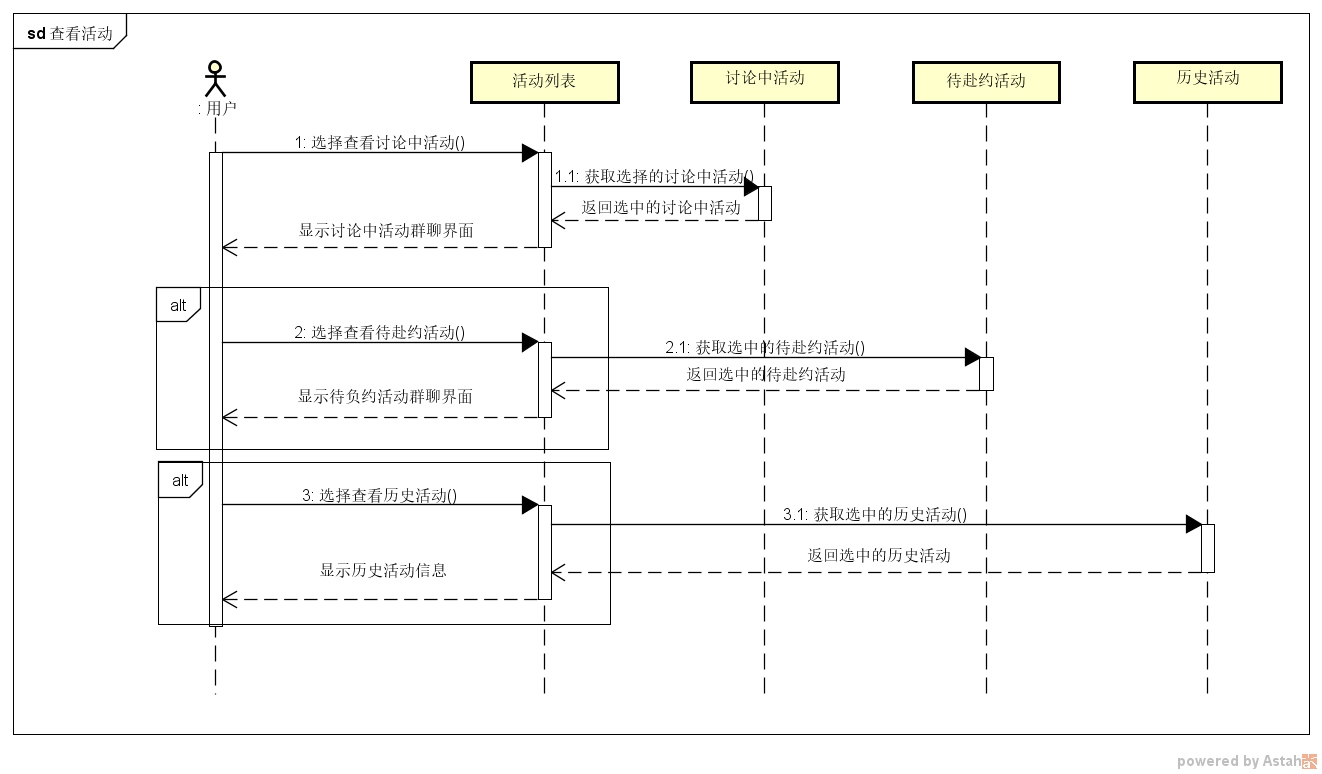 sd 查看活动
: 用户
活动列表
讨论中活动
待赴约活动
历史活动
1: 选择查看讨论中活动()
1.1: 获取选择的讨论中活动()
返回选中的讨论中活动
显示讨论中活动群聊界面
alt
2: 选择查看待赴约活动()
2.1: 获取选中的待赴约活动()
返回选中的待赴约活动
显示待负约活动群聊界面
alt
3: 选择查看历史活动()
3.1: 获取选中的历史活动()
返回选中的历史活动
显示历史活动信息
powered by Astah